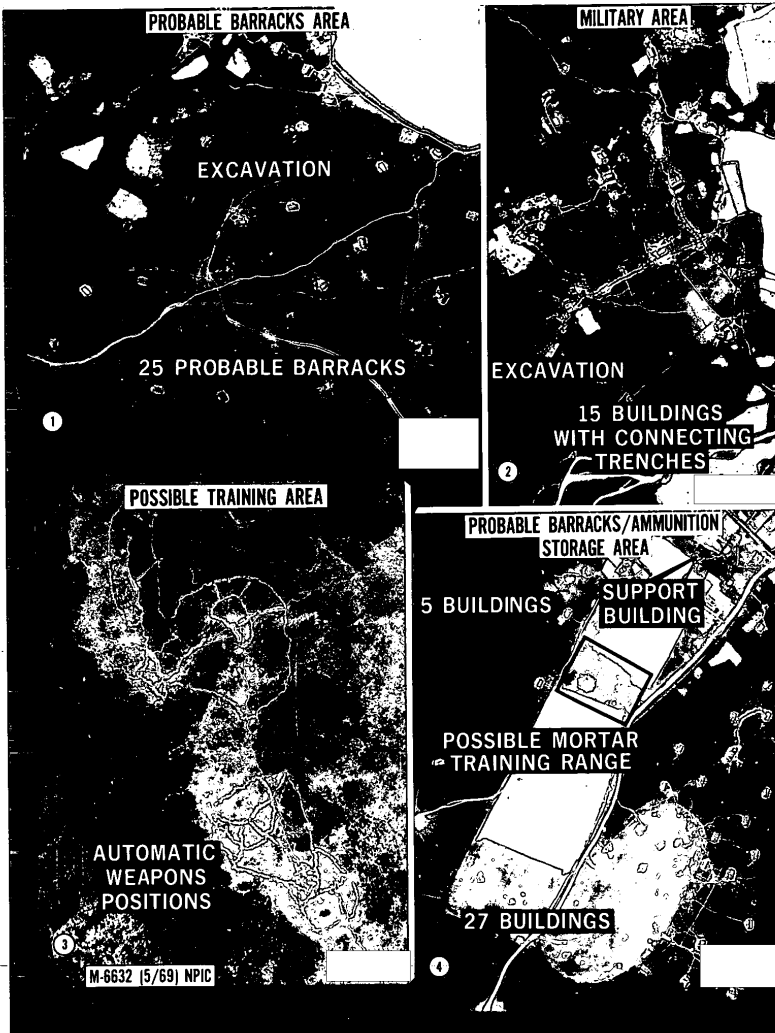 PROBABLE BARRACKS AREA
EXCAVATION
25 PROBABLE BARRACKS
1
MILITARY AREA
EXCAVATION
15 BUILDINGS
WITH CONNECTING
TRENCHES
2
POSSIBLE TRAINING AREA
AUTOMATIC
WEAPONS
POSITIONS
3
M-6632 (5/69) NPIC
PROBABLE BARRACKS/AMMUNITION
STORAGE AREA
5 BUILDINGS
SUPPORT
BUILDING
POSSIBLE MORTAR
TRAINING RANGE
27 BUILDINGS
4